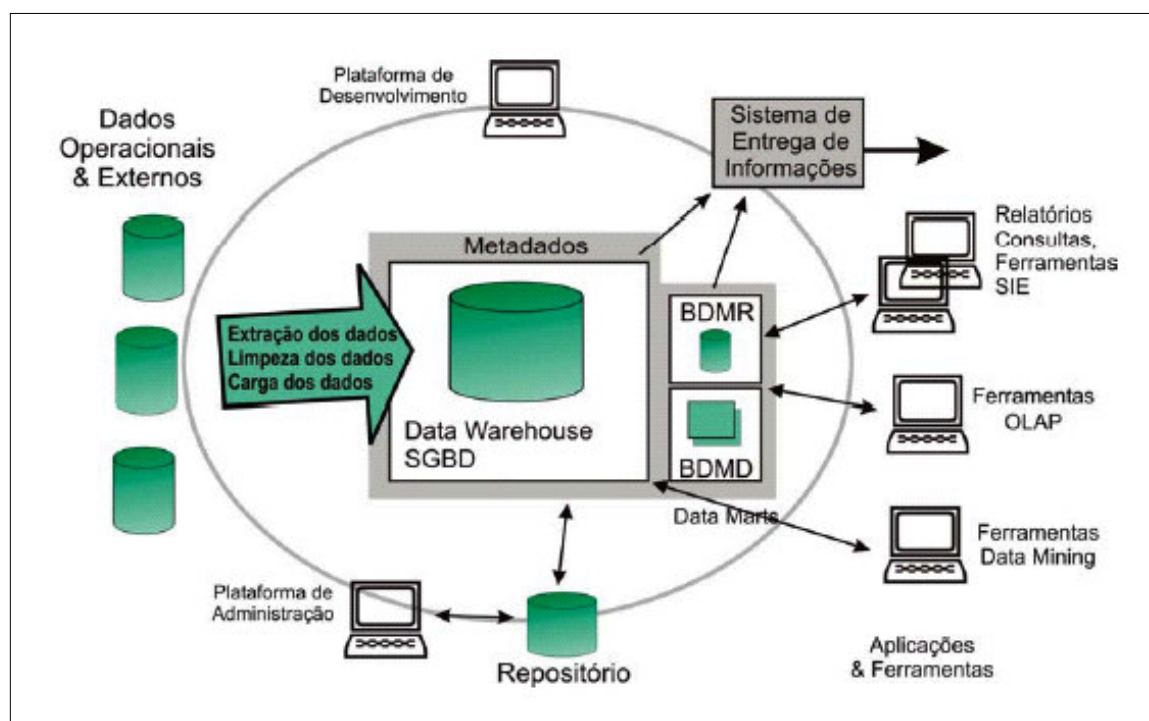 Plataforma de
Desenvolvimento
Dados
Operacionais
& Externos
Sistema de
Entrega de
Informações
Metadados
Extração dos dados
Limpeza dos dados
Carga dos dados
Data Warehouse
SGBD
BDMR
BDMD
Data Marts
Relatórios
Consultas,
Ferramentas
SIE
Ferramentas
OLAP
Ferramentas
Data Mining
Plataforma de
Administração
Repositório
Aplicações
& Ferramentas